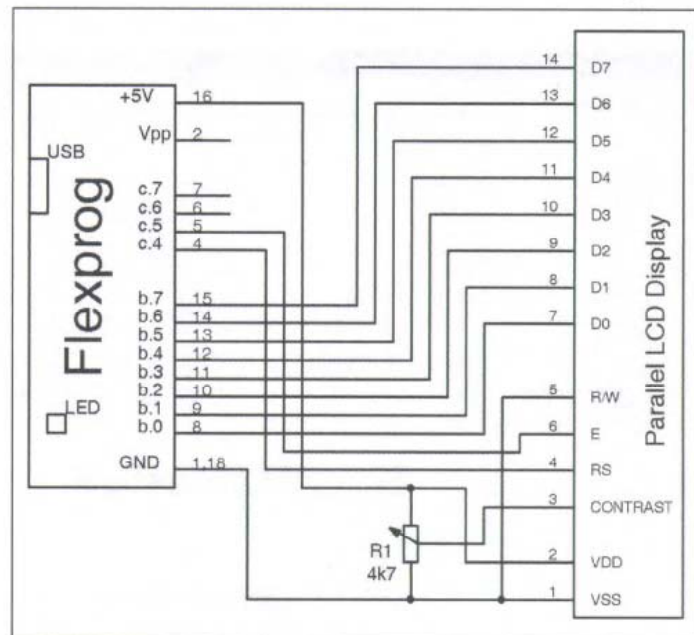 Flexprog
USB
LED
+5V 16
Vpp 2
c.7 7
c.6 6
c.5 5
c.4 4
b.7 15
b.6 14
b.5 13
b.4 12
b.3 11
b.2 10
b.1 9
b.0 8
GND 1,18
R1
4k7
14 D7
13 D6
12 D5
11 D4
10 D3
9 D2
8 D1
7 D0
5 R/W
6 E
4 RS
3 CONTRAST
2 VDD
1 VSS
Parallel LCD Display